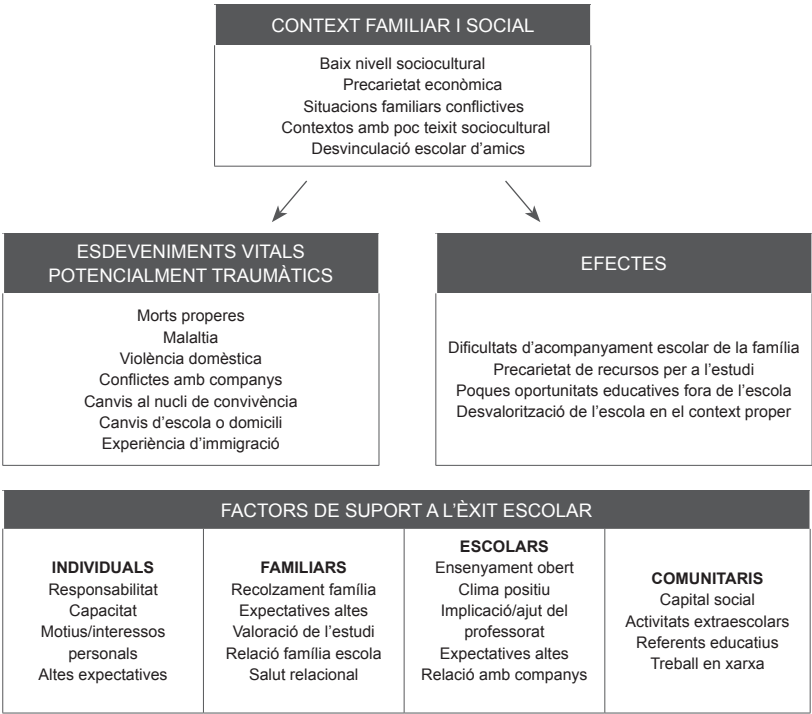 CONTEXT FAMILIAR I SOCIAL
Baix nivell sociocultural
Precarietat econòmica
Situacions familiars conflictives
Contextos amb poc teixit sociocultural
Desvinculació escolar d'amics
ESDEVENIMENTS VITALS
POTENCIALMENT TRAUMÀTICS
Morts properes
Malaltia
Violència domèstica
Conflictes amb companys
Canvis al nucli de convivència
Canvis d'escola o domicili
Experiència d'immigració
EFECTES
Dificultats d'acompanyament escolar de la família
Precarietat de recursos per a l'estudi
Poques oportunitats educatives fora de l'escola
Desvalorització de l'escola en el context proper
FACTORS DE SUPORT A L'ÈXIT ESCOLAR
INDIVIDUALS
Responsabilitat
Capacitat
Motius/interessos
personals
Altes expectatives
FAMILIARS
Recolzament família
Expectatives altes
Valoració de l'estudi
Relació família escola
Salut relacional
ESCOLARS
Ensenyament obert
Clima positiu
Implicació/ajut del
professorat
Expectatives altes
Relació amb companys
COMUNITARIS
Capital social
Activitats extraescolars
Referents educatius
Treball en xarxa